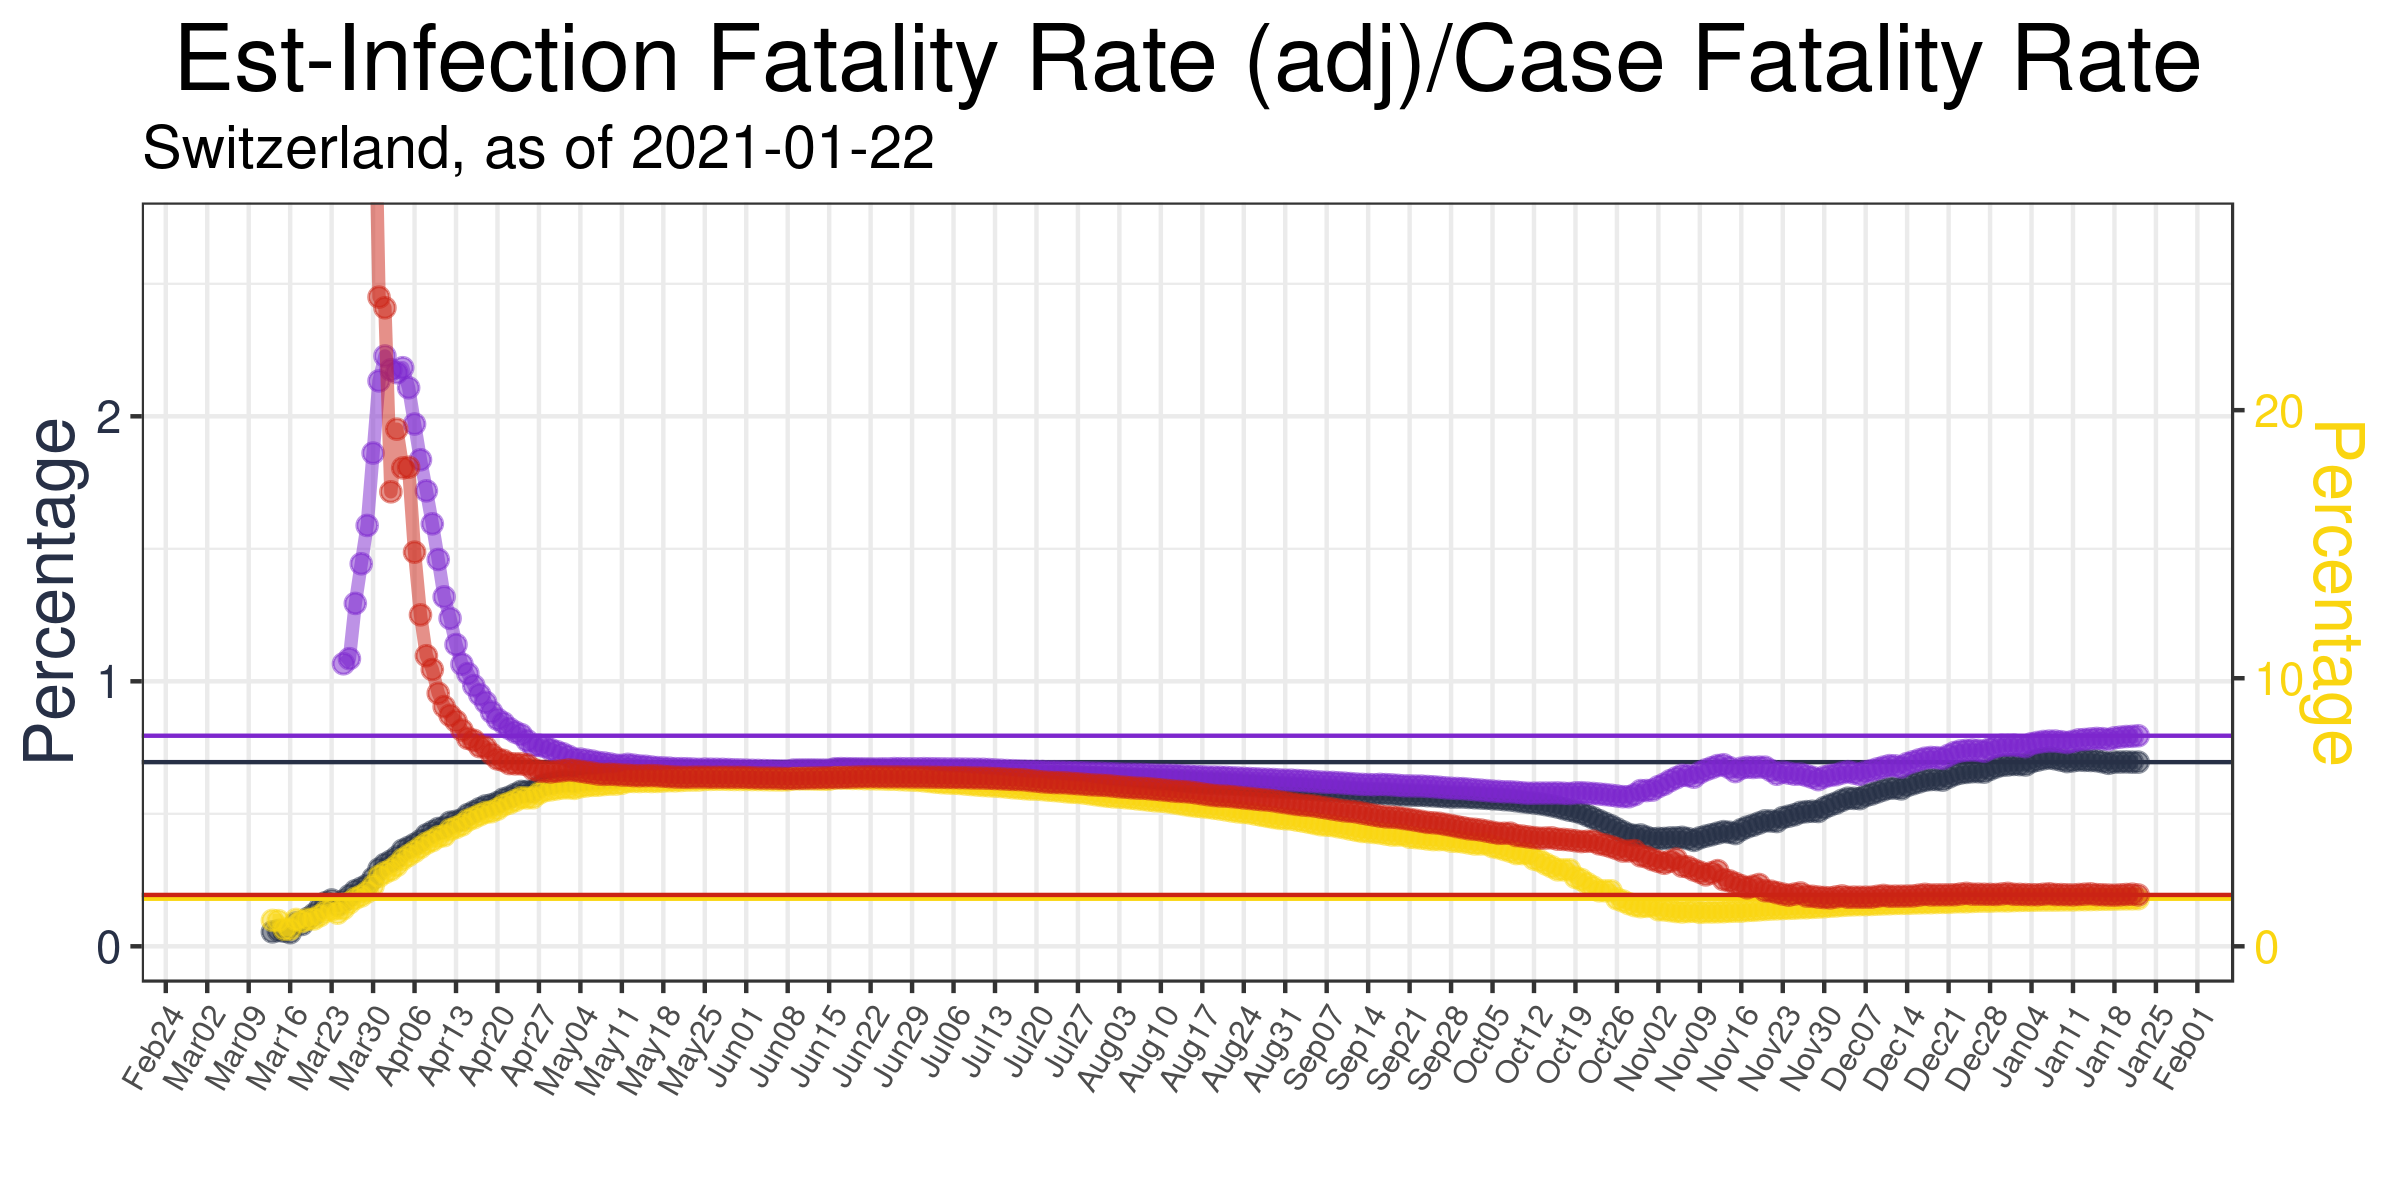 Est-Infection Fatality Rate (adj)/Case Fatality Rate
Switzerland, as of 2021-01-22
Percentage
2
1
0
20
10
0
Percentage
Feb24
Mar02
Mar09
Mar16
Mar23
Mar30
Apr06
Apr13
Apr20
Apr27
May04
May11
May18
May25
Jun01
Jun08
Jun15
Jun22
Jun29
Jul06
Jul13
Jul20
Jul27
Aug03
Aug10
Aug17
Aug24
Aug31
Sep07
Sep14
Sep21
Sep28
Oct05
Oct12
Oct19
Oct26
Nov02
Nov09
Nov16
Nov23
Nov30
Dec07
Dec14
Dec21
Dec28
Jan04
Jan11
Jan18
Jan25
Feb01